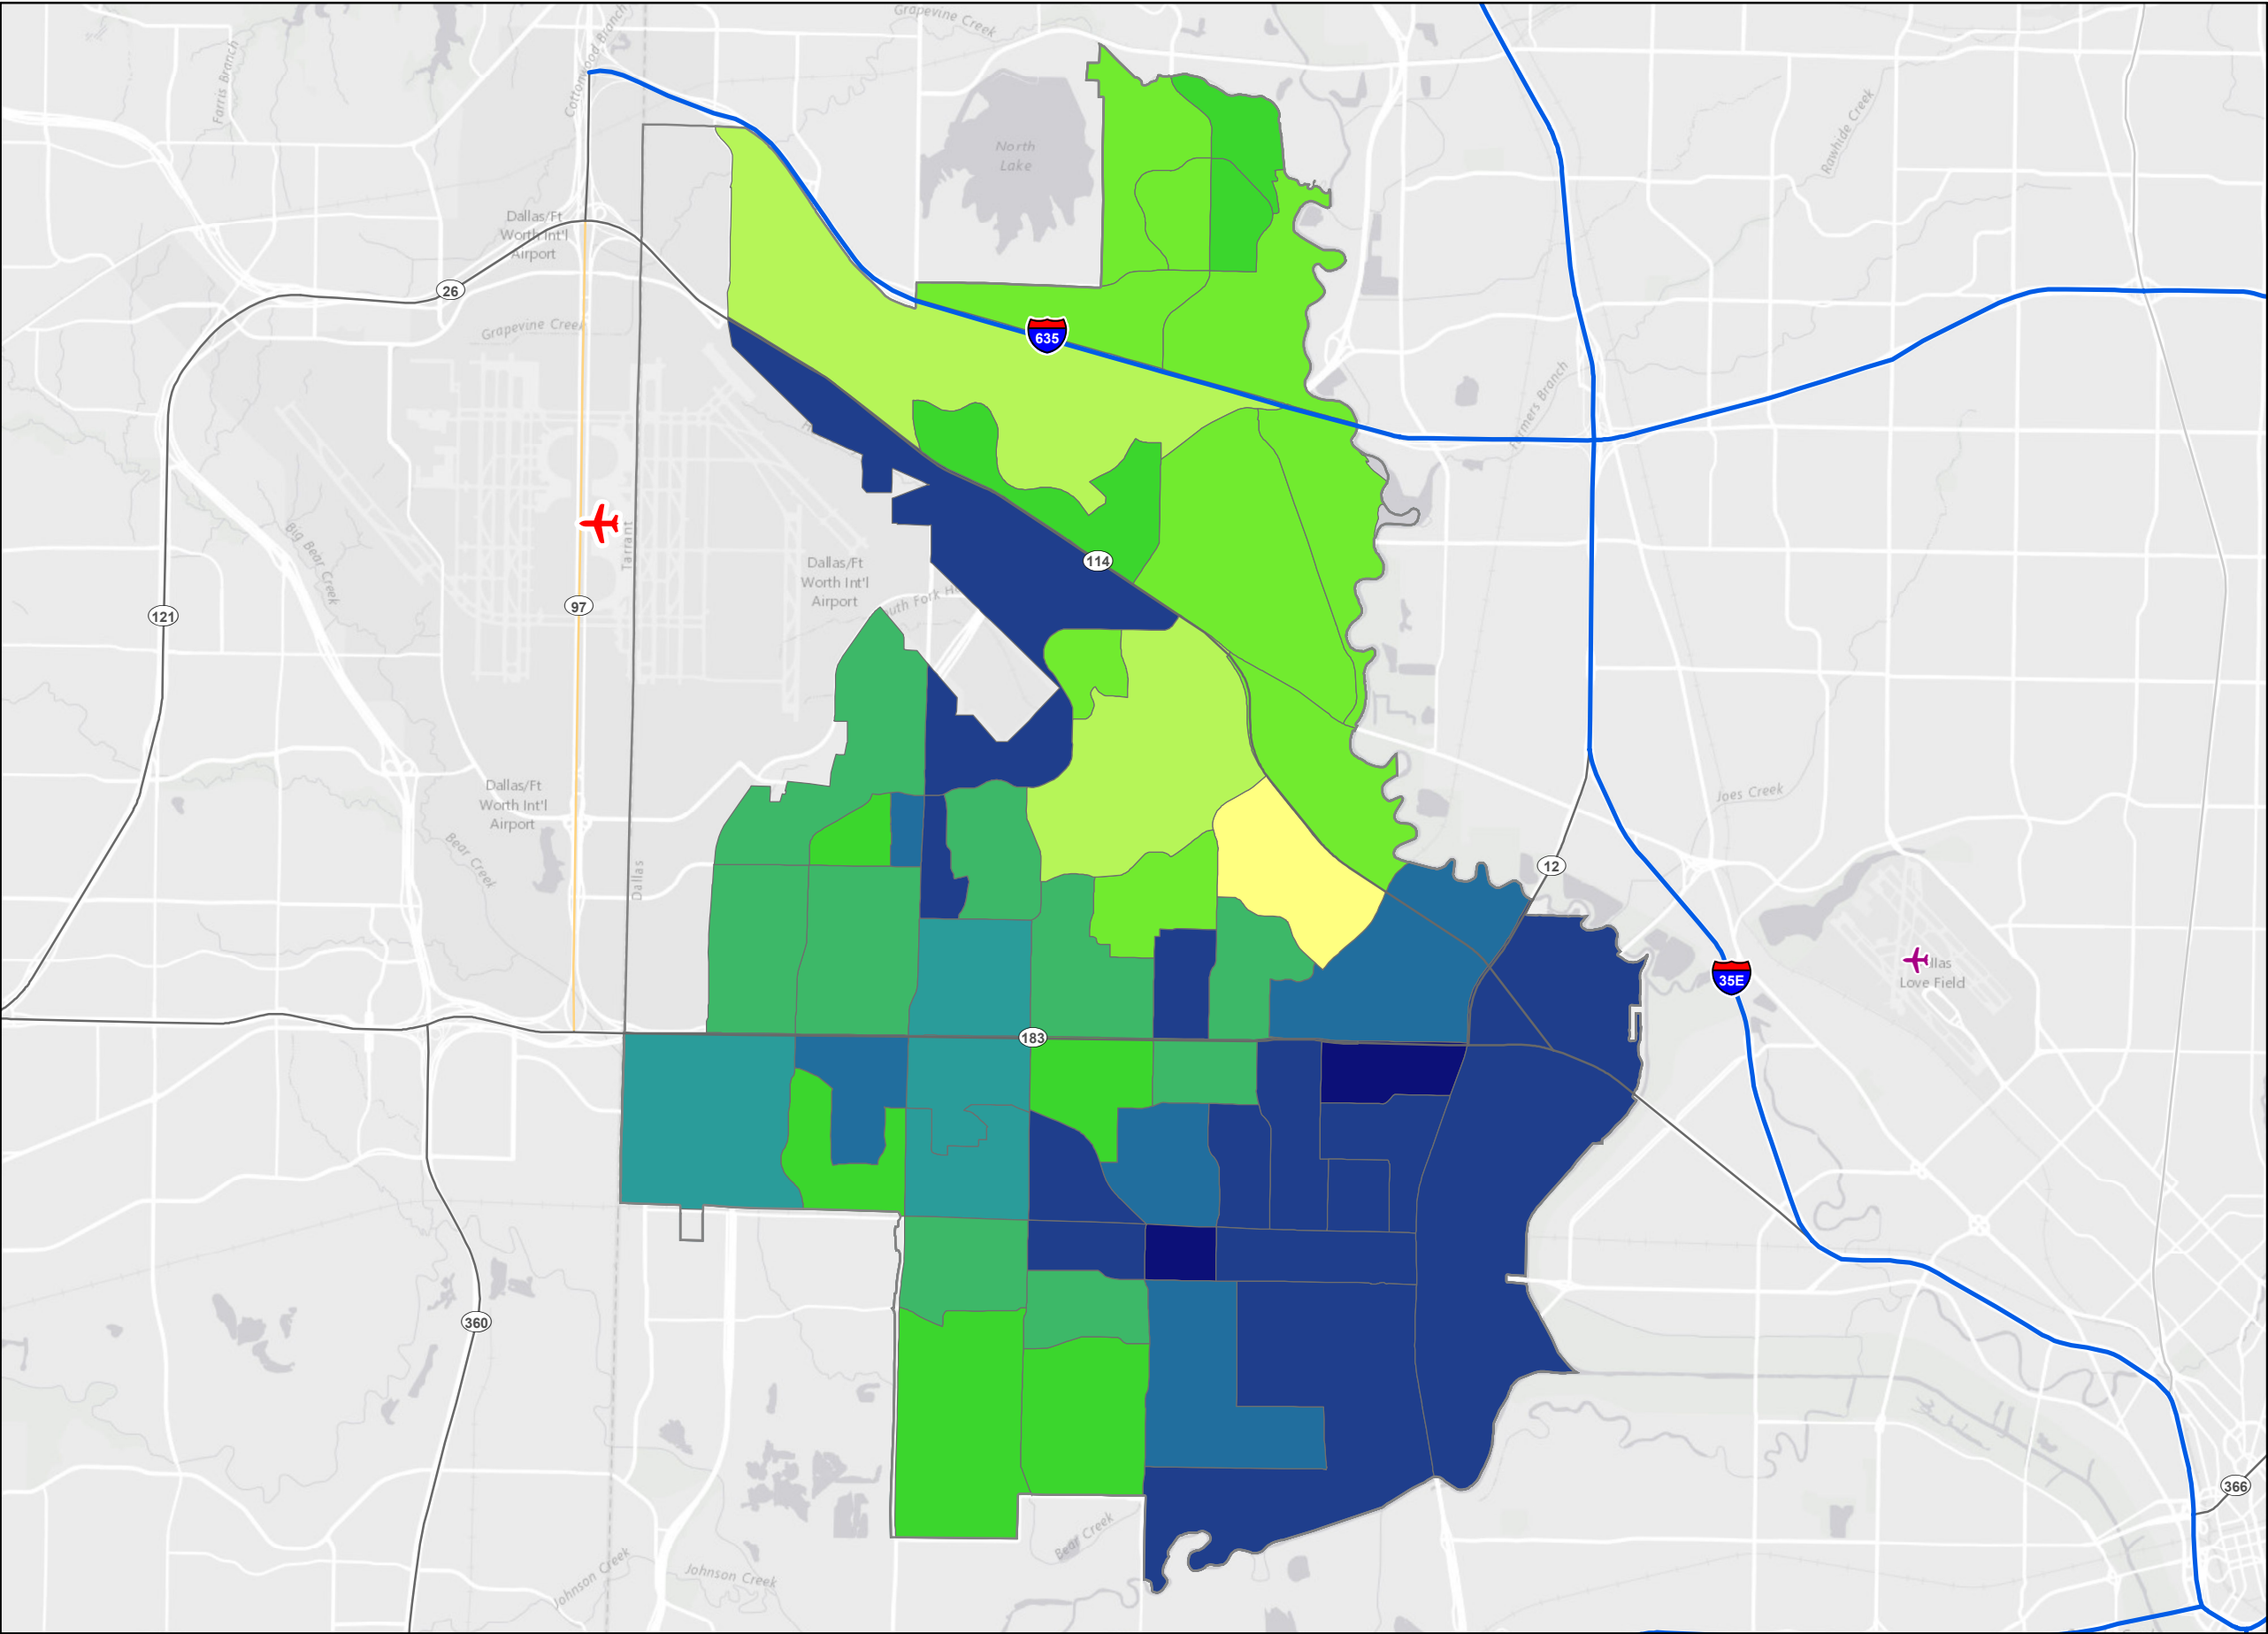 Grapevine Creek
Cottonwood Branch
Farris Branch
North
Lake
Rawhide Creek
Dallas/Ft
Worth Int'l
Airport
26
Grapevine Creek
635
Farmers Branch
Big Bear Creek
Tarrant
114
Dallas/Ft
Worth Int'l
Airport
South Fork
97
121
Dallas/Ft
Worth Int'l
Airport
Joes Creek
Bear Creek
Dallas
12
35E
Love Field
183
360
366
Bear Creek
Johnson Creek
Johnson Creek